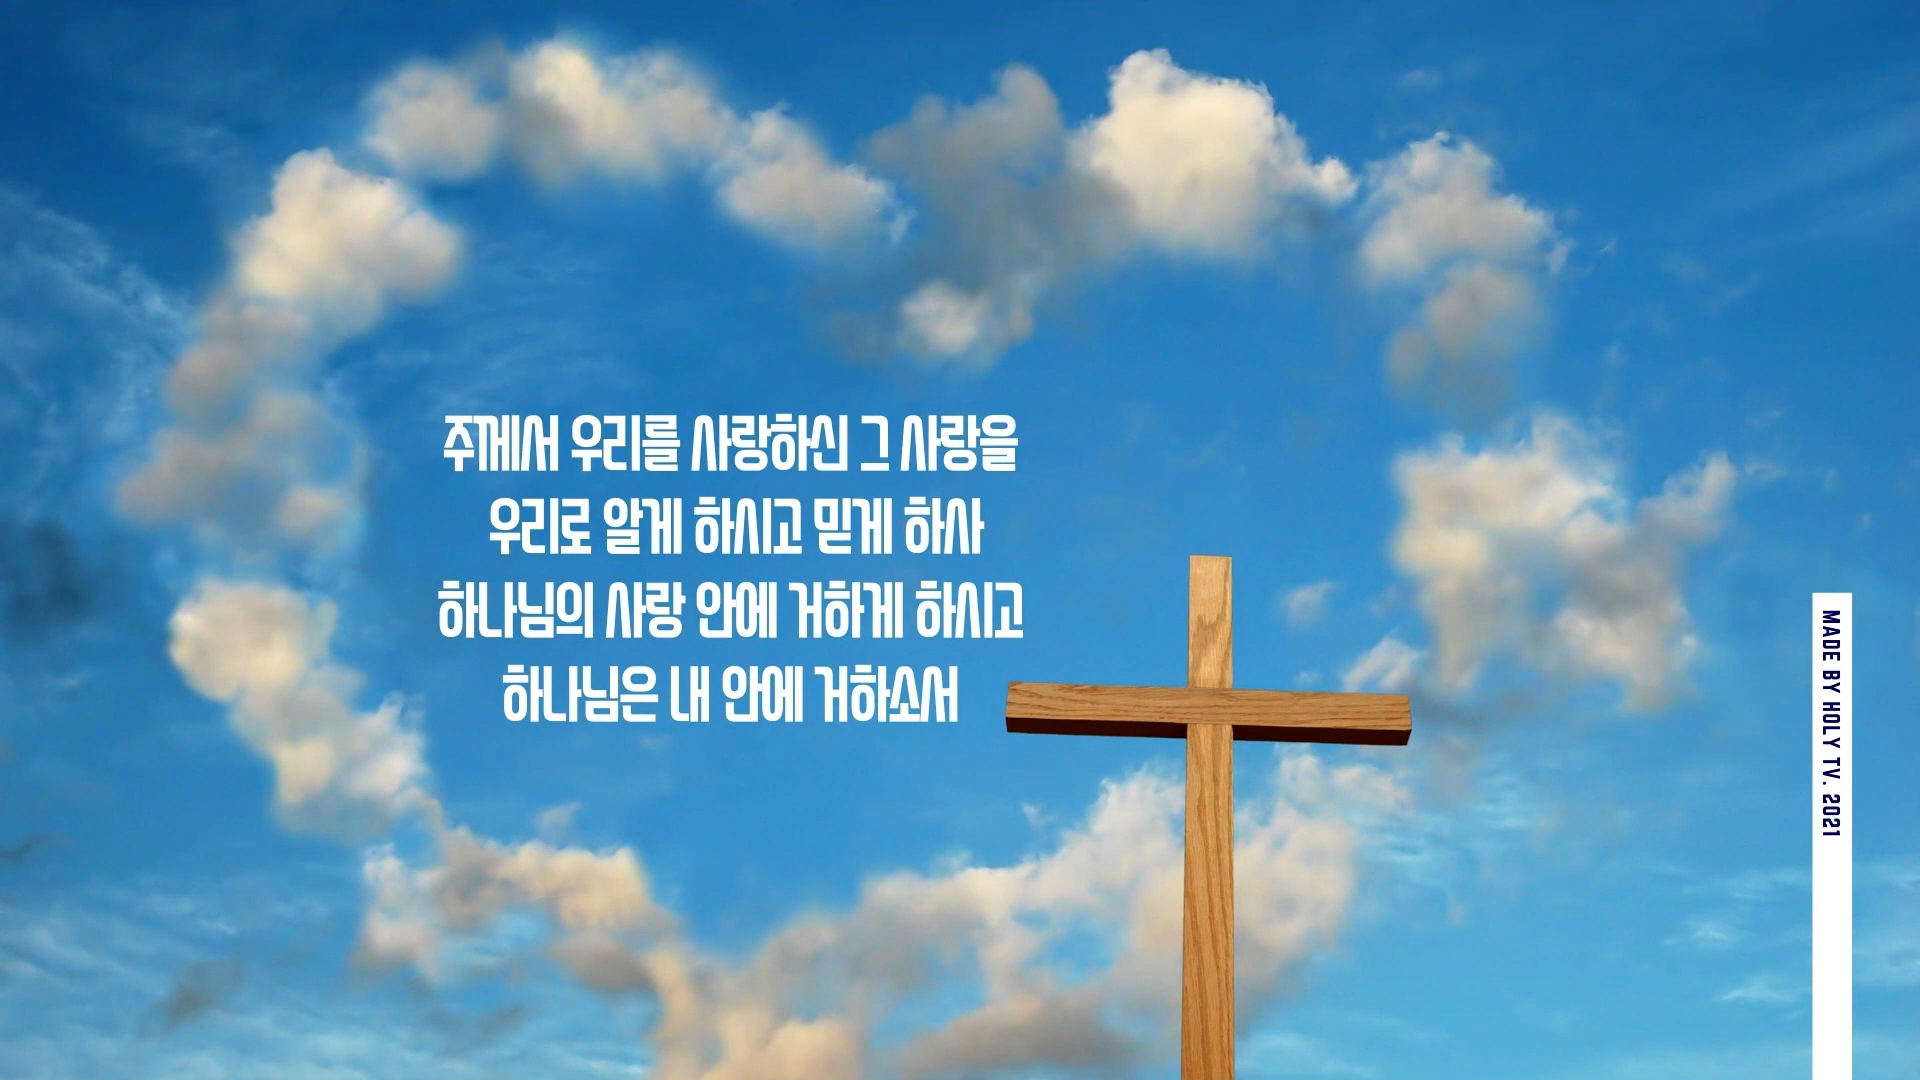 주께서 우리를 사랑하신 그 사랑을
우리로 알게 하시고 믿게 하사
하나님의 사랑 안에 거하게 하시고
하나님은 내 안에 거하소서
MADE BY HOLY TV. 2021